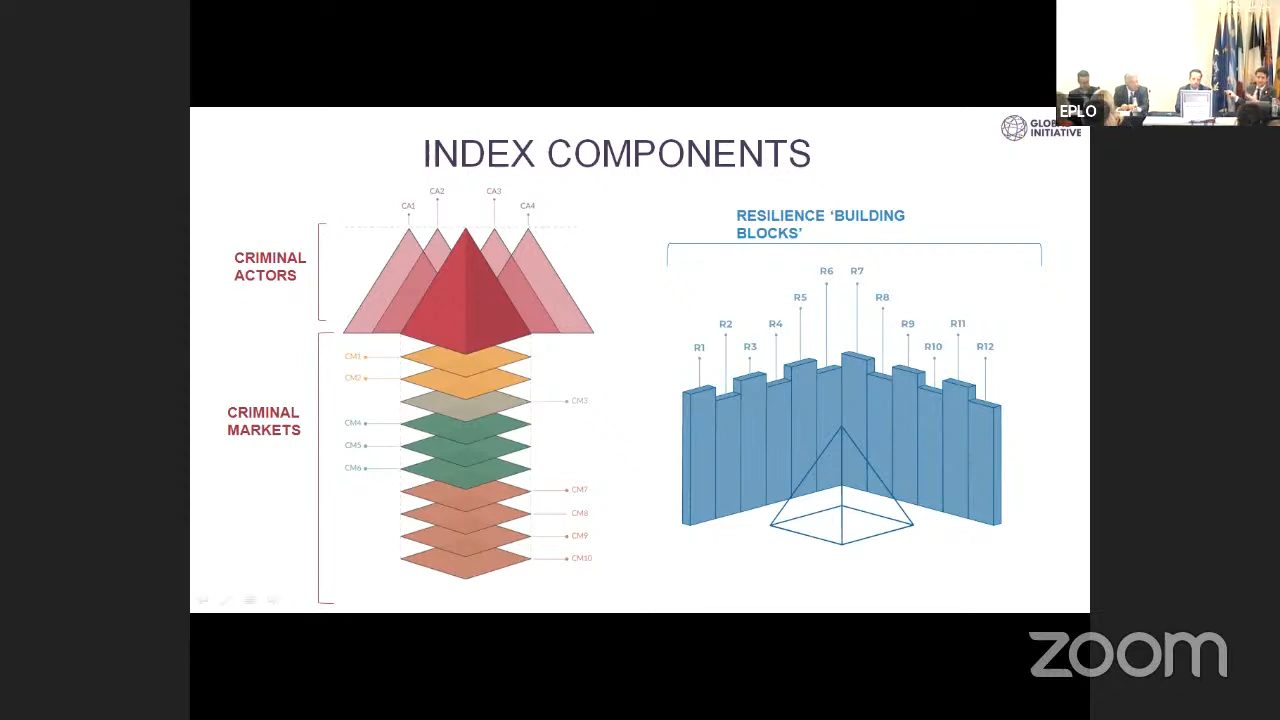 EPLO
GLOBAL
INITIATIVE
INDEX COMPONENTS
CA1
CA2
CA3
CA4
CRIMINAL
ACTORS
CM1
CM2
CM3
CRIMINAL
MARKETS
CM4
CM5
CM6
CM7
CM8
CM9
CM10
RESILIENCE ‘BUILDING
BLOCKS’
R1
R2
R3
R4
R5
R6
R7
R8
R9
R10
R11
R12
zoom